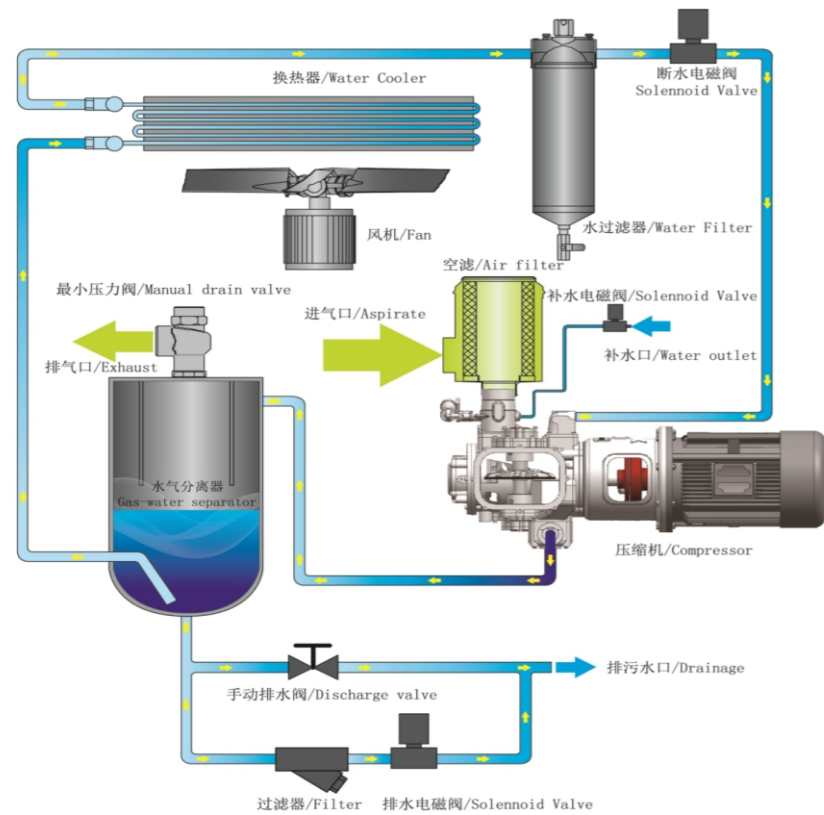 换热器/Water Cooler
断水电磁阀
Solennoid Valve
风机/Fan
水过滤器/Water Filter
空滤/Air filter
最小压力阀/Manual drain valve
补水电磁阀/Solennoid Valve
进气口/Aspirate
排气口/Exhaust
补水口/Water outlet
水气分离器
Gas-water separator
压缩机/Compressor
排污水口/Drainage
手动排水阀/Discharge valve
过滤器/Filter
排水电磁阀/Solennoid Valve